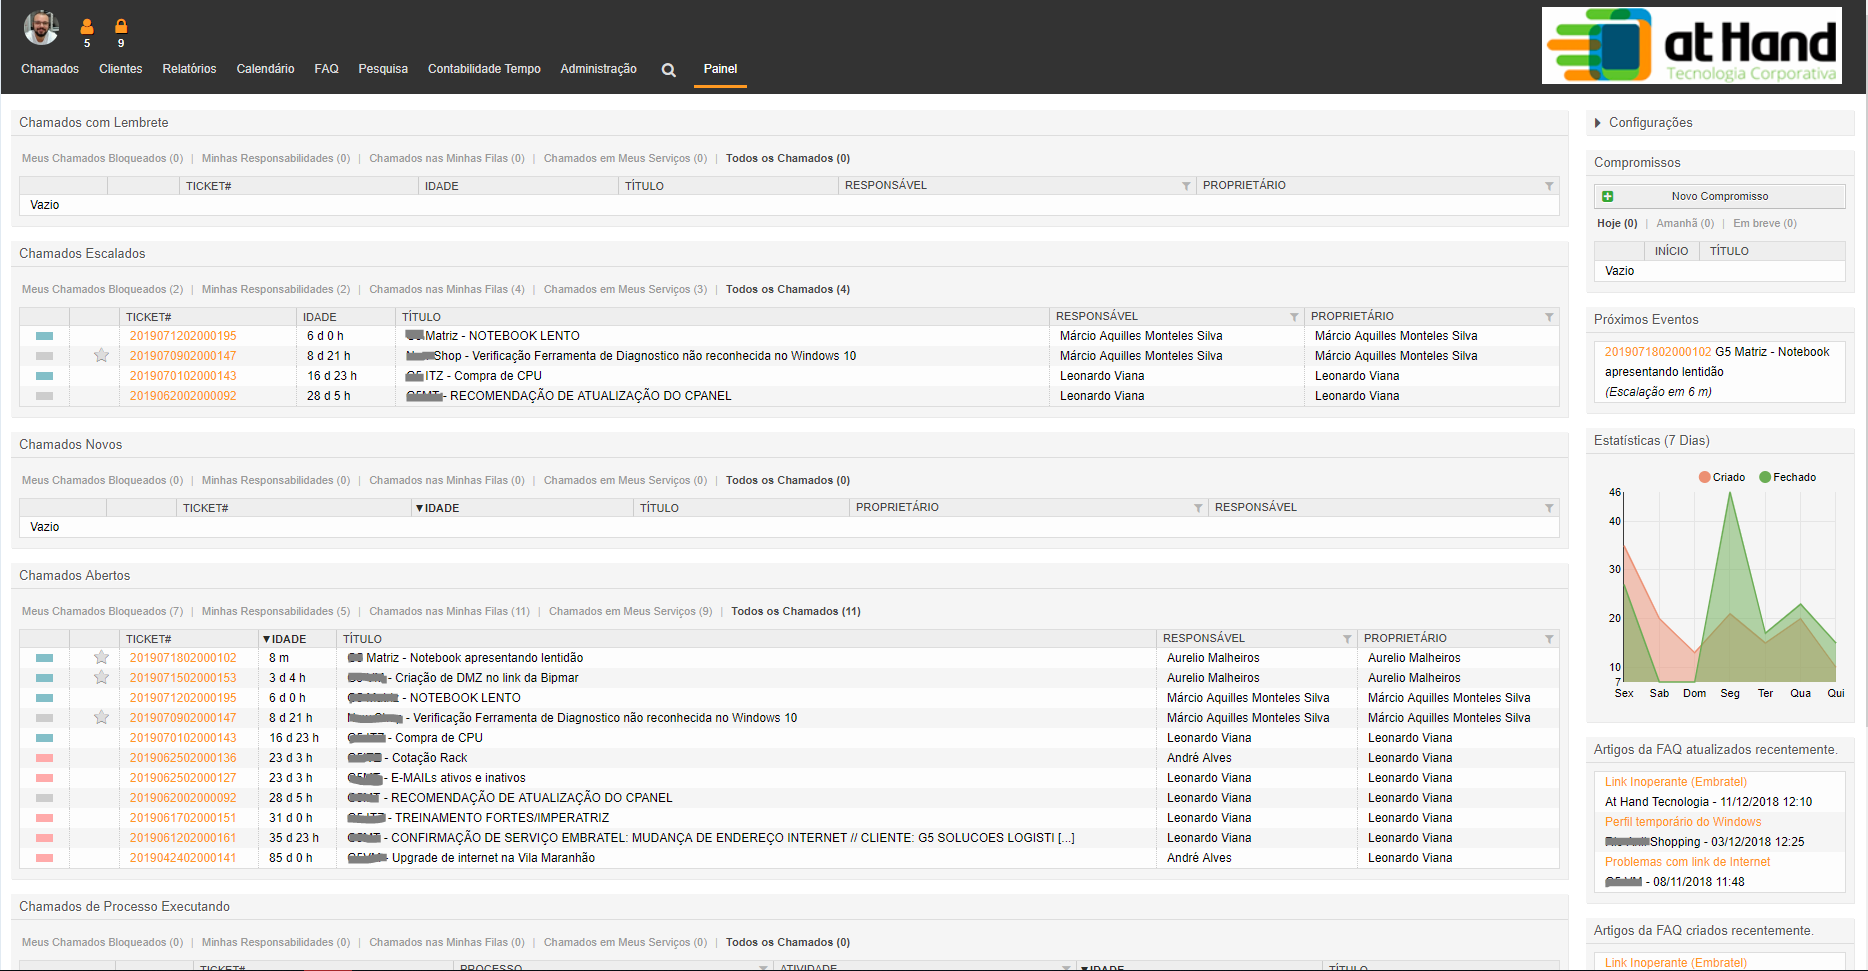 5 9
at Hand
Tecnologia Corporativa
Chamados Clientes Relatórios Calendário FAQ Pesquisa Contabilidade Tempo Administração Painel
Chamados com Lembrete
Meus Chamados Bloqueados (0) | Minhas Responsabilidades (0) | Chamados nas Minhas Filas (0) | Chamados em Meus Serviços (0) | Todos os Chamados (0)
TICKET# IDADE TÍTULO RESPONSÁVEL PROPRIETÁRIO
Vazio
Chamados Escalados
Meus Chamados Bloqueados (2) | Minhas Responsabilidades (2) | Chamados nas Minhas Filas (4) | Chamados em Meus Serviços (3) | Todos os Chamados (4)
TICKET# IDADE TÍTULO RESPONSÁVEL PROPRIETÁRIO
2019071202000195 6 d 0 h Matriz - NOTEBOOK LENTO Márcio Aquilles Monteles Silva Márcio Aquilles Monteles Silva
2019070902000147 8 d 21 h Shop - Verificação Ferramenta de Diagnostico não reconhecida no Windows 10 Márcio Aquilles Monteles Silva Márcio Aquilles Monteles Silva
2019070102000143 16 d 23 h ITZ - Compra de CPU Leonardo Viana Leonardo Viana
2019062002000092 28 d 5 h - RECOMENDAÇÃO DE ATUALIZAÇÃO DO CPANEL Leonardo Viana Leonardo Viana
Chamados Novos
Meus Chamados Bloqueados (0) | Minhas Responsabilidades (0) | Chamados nas Minhas Filas (0) | Chamados em Meus Serviços (0) | Todos os Chamados (0)
TICKET# ▼IDADE TÍTULO PROPRIETÁRIO RESPONSÁVEL
Vazio
Chamados Abertos
Meus Chamados Bloqueados (7) | Minhas Responsabilidades (5) | Chamados nas Minhas Filas (11) | Chamados em Meus Serviços (9) | Todos os Chamados (11)
TICKET# ▼IDADE TÍTULO RESPONSÁVEL PROPRIETÁRIO
2019071802000102 8 m Matriz - Notebook apresentando lentidão Aurelio Malheiros Aurelio Malheiros
2019071502000153 3 d 4 h - Criação de DMZ no link da Bipmar Aurelio Malheiros Aurelio Malheiros
2019071202000195 6 d 0 h - NOTEBOOK LENTO Márcio Aquilles Monteles Silva Márcio Aquilles Monteles Silva
2019070902000147 8 d 21 h - Verificação Ferramenta de Diagnostico não reconhecida no Windows 10 Márcio Aquilles Monteles Silva Márcio Aquilles Monteles Silva
2019070102000143 16 d 23 h - Compra de CPU Leonardo Viana Leonardo Viana
2019062502000136 23 d 3 h - Cotação Rack André Alves Leonardo Viana
2019062502000127 23 d 3 h - E-MAILs ativos e inativos Leonardo Viana Leonardo Viana
2019062002000092 28 d 5 h - RECOMENDAÇÃO DE ATUALIZAÇÃO DO CPANEL Leonardo Viana Leonardo Viana
2019061702000151 31 d 0 h - TREINAMENTO FORTES/IMPERATRIZ Leonardo Viana Leonardo Viana
2019061202000161 35 d 23 h - CONFIRMAÇÃO DE SERVIÇO EMBRATEL: MUDANÇA DE ENDEREÇO INTERNET // CLIENTE: G5 SOLUCOES LOGISTI [...] Leonardo Viana Leonardo Viana
2019042402000141 85 d 0 h - Upgrade de internet na Vila Maranhão André Alves Leonardo Viana
Chamados de Processo Executando
Meus Chamados Bloqueados (0) | Minhas Responsabilidades (0) | Chamados nas Minhas Filas (0) | Chamados em Meus Serviços (0) | Todos os Chamados (0)
TICKET# PROCESSO ATIVIDADE ▼IDADE TÍTULO
Configurações
Compromissos
Novo Compromisso
Hoje (0) | Amanhã (0) | Em breve (0)
INÍCIO TÍTULO
Vazio
Próximos Eventos
2019071802000102 G5 Matriz - Notebook
apresentando lentidão
(Escalação em 6 m)
Estatísticas (7 Dias)
Criado Fechado
46
40
30
20
10
7
Sex Sab Dom Seg Ter Qua Qui
Artigos da FAQ atualizados recentemente.
Link Inoperante (Embratel)
At Hand Tecnologia - 11/12/2018 12:10
Perfil temporário do Windows
Shopping - 03/12/2018 12:25
Problemas com link de Internet
- 08/11/2018 11:48
Artigos da FAQ criados recentemente.
Link Inoperante (Embratel)